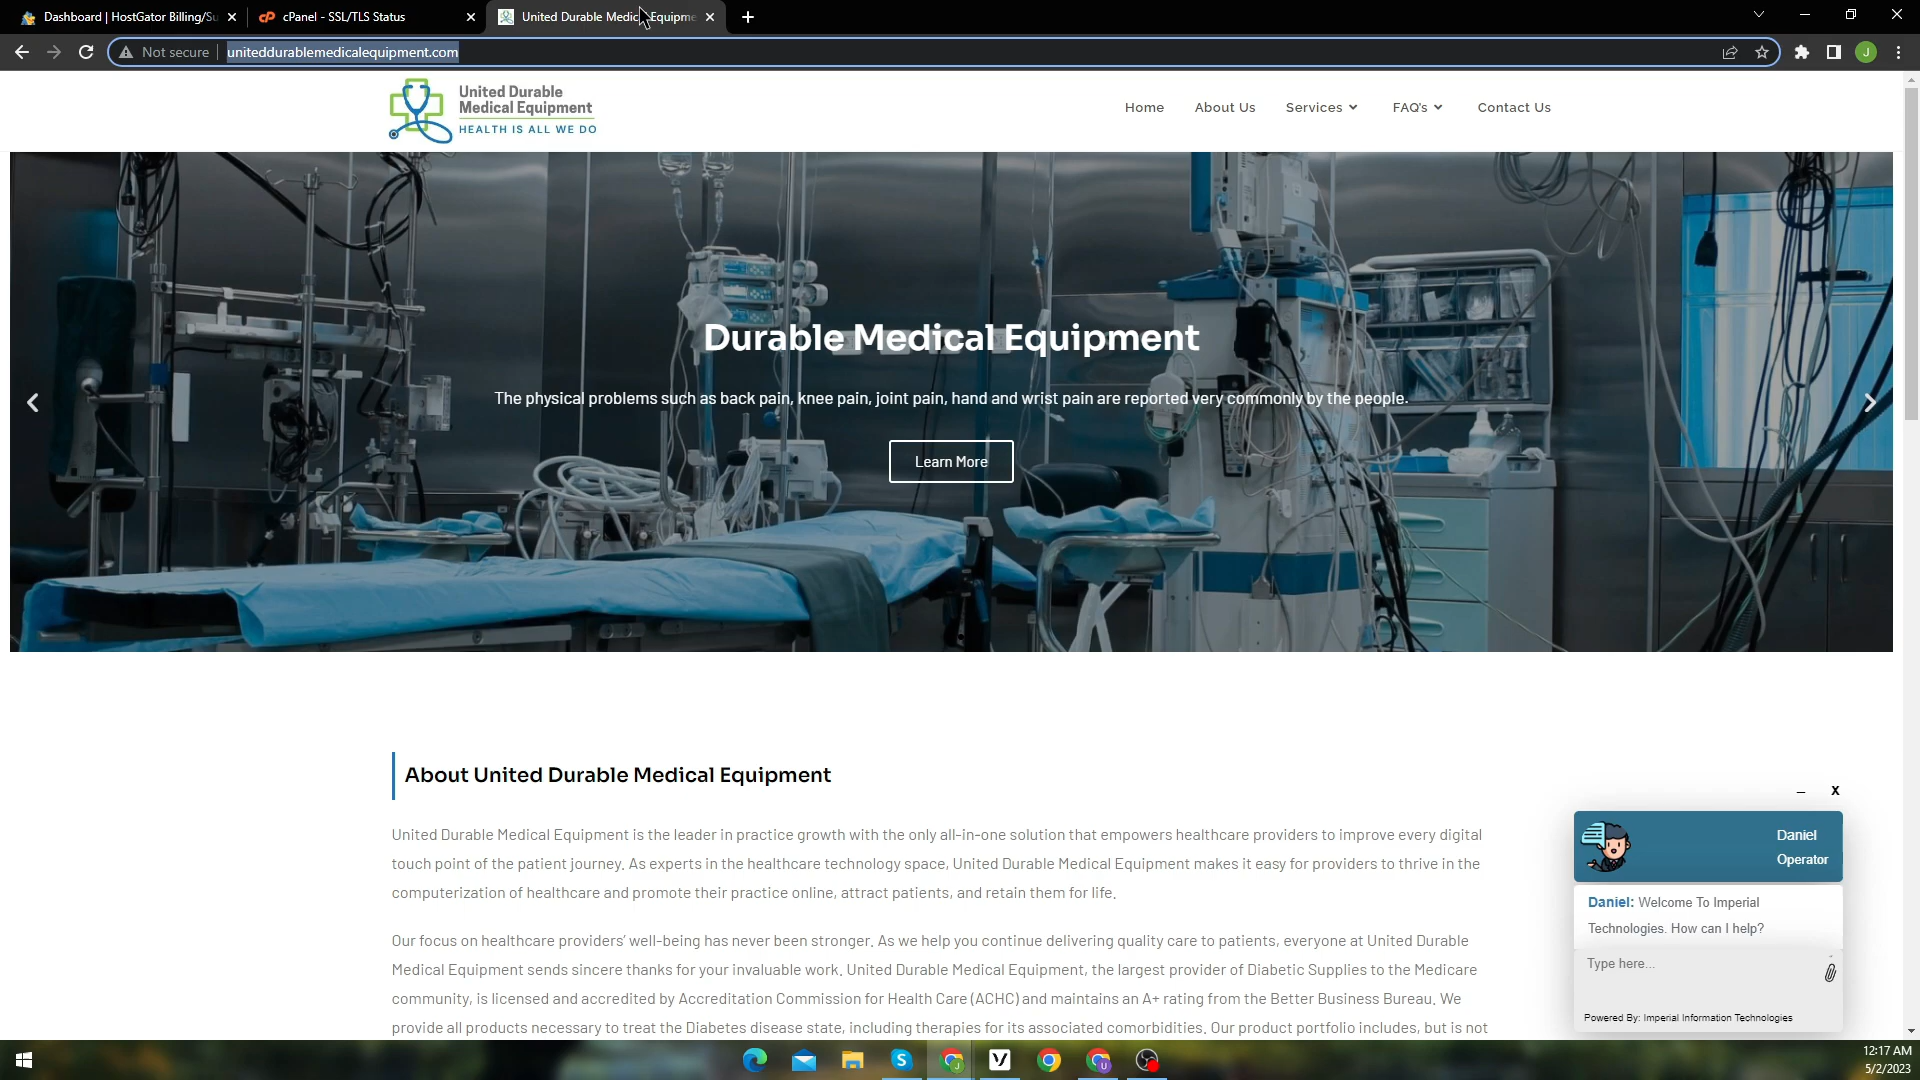 Dashboard | HostGator Billing/Su
cPanel - SSL/TLS Status
United Durable Medic Equipme
Not secure
uniteddurablemedicalequipment.com
J
United Durable
Medical Equipment
HEALTH IS ALL WE DO
Home
About Us
Services
FAQ's
Contact Us
Durable Medical Equipment
The physical problems such as back pain, knee pain, joint pain, hand and wrist pain are reported very commonly by the people.
Learn More
About United Durable Medical Equipment
United Durable Medical Equipment is the leader in practice growth with the only all-in-one solution that empowers healthcare providers to improve every digital
touch point of the patient journey. As experts in the healthcare technology space, United Durable Medical Equipment makes it easy for providers to thrive in the
computerization of healthcare and promote their practice online, attract patients, and retain them for life.
Our focus on healthcare providers' well-being has never been stronger. As we help you continue delivering quality care to patients, everyone at United Durable
Medical Equipment sends sincere thanks for your invaluable work. United Durable Medical Equipment, the largest provider of Diabetic Supplies to the Medicare
community, is licensed and accredited by Accreditation Commission for Health Care (ACHC) and maintains an A+ rating from the Better Business Bureau. We
provide all products necessary to treat the Diabetes disease state, including therapies for its associated comorbidities. Our product portfolio includes, but is not
X
Daniel
Operator
Daniel: Welcome To Imperial
Technologies. How can I help?
Type here...
Powered By: Imperial Information Technologies
12:17 AM
5/2/2023